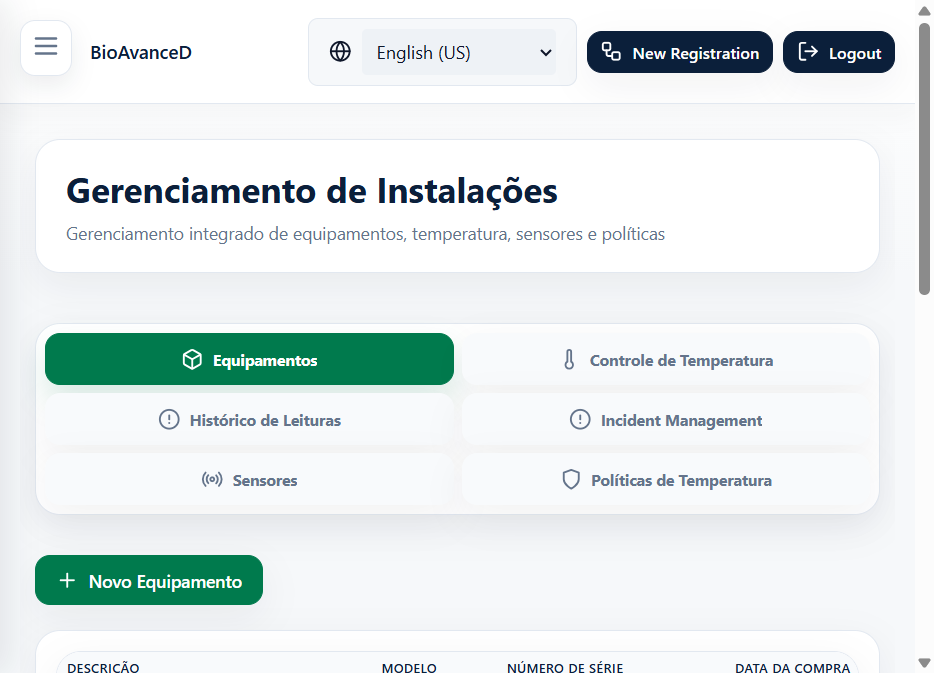 BioAvanceD
English (US)
New Registration
Logout
Gerenciamento de Instalações
Gerenciamento integrado de equipamentos, temperatura, sensores e políticas
Equipamentos
Controle de Temperatura
Histórico de Leituras
Incident Management
Sensores
Políticas de Temperatura
Novo Equipamento
DESCRIÇÃO MODELO NÚMERO DE SÉRIE DATA DA COMPRA